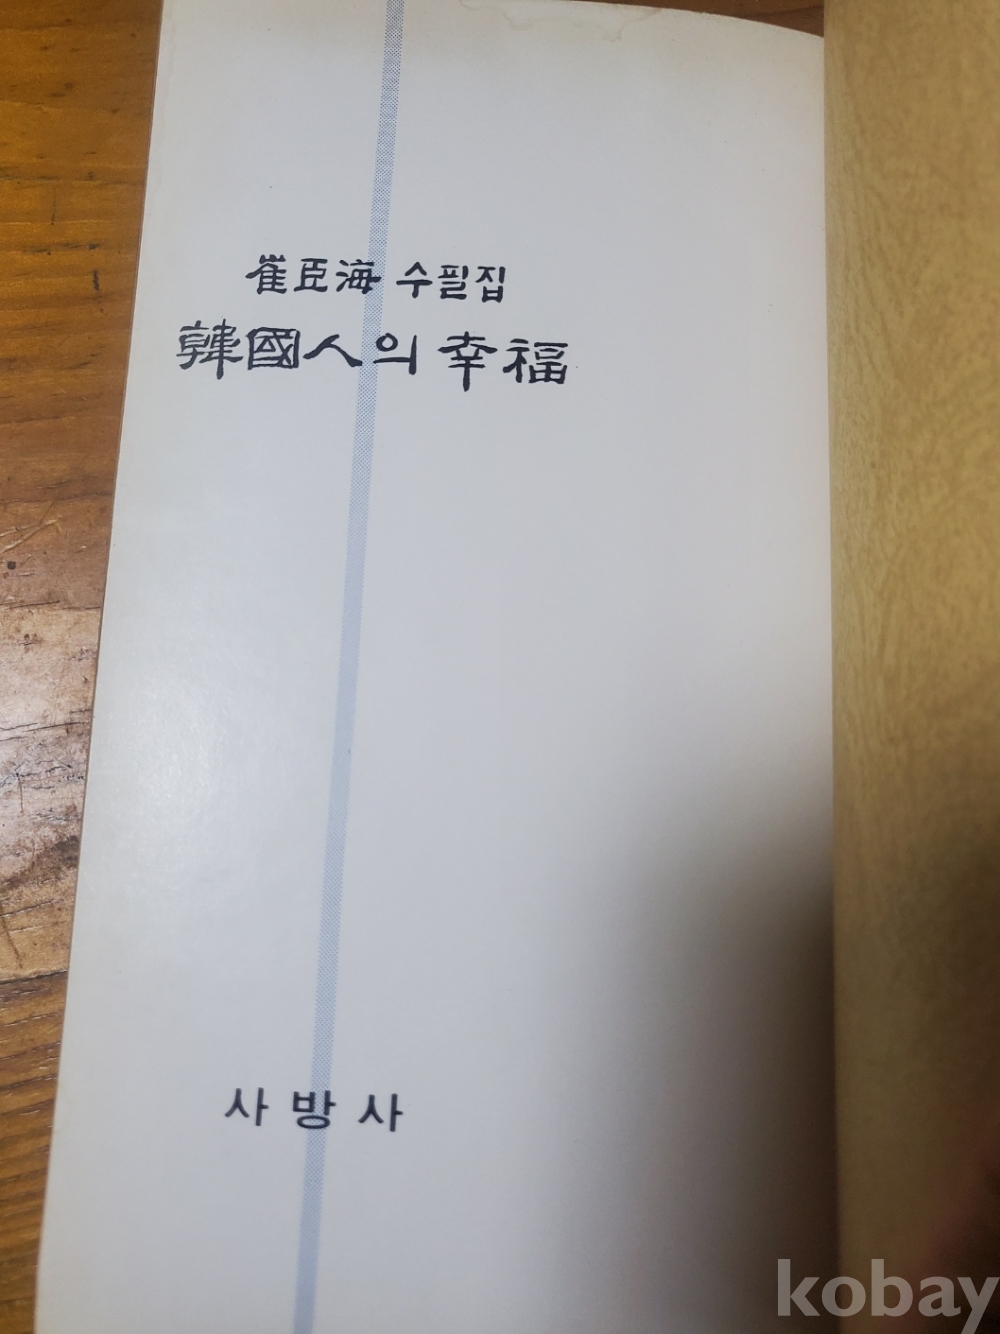 崔臣海 수필집
韓國人의 幸福
사방사
kobay